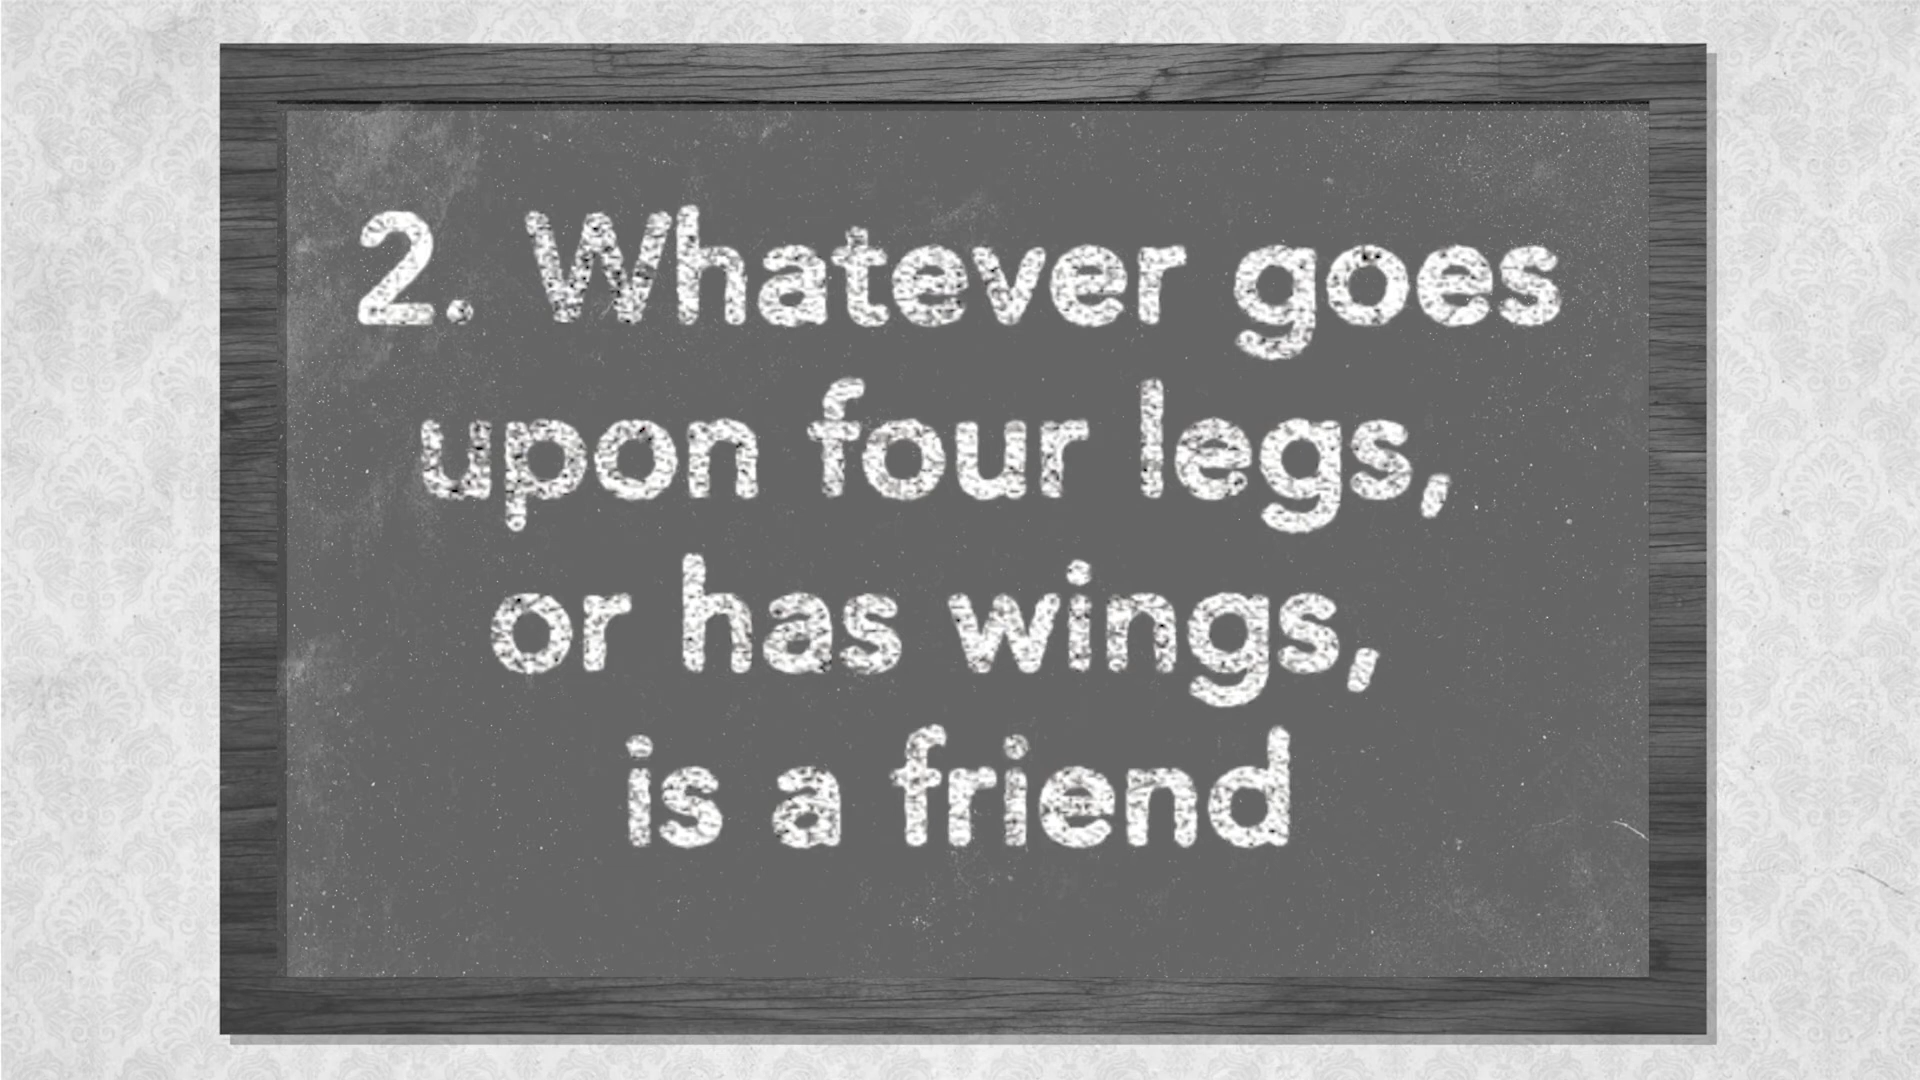 2. Whatever goes
upon four legs,
or has wings,
is a friend